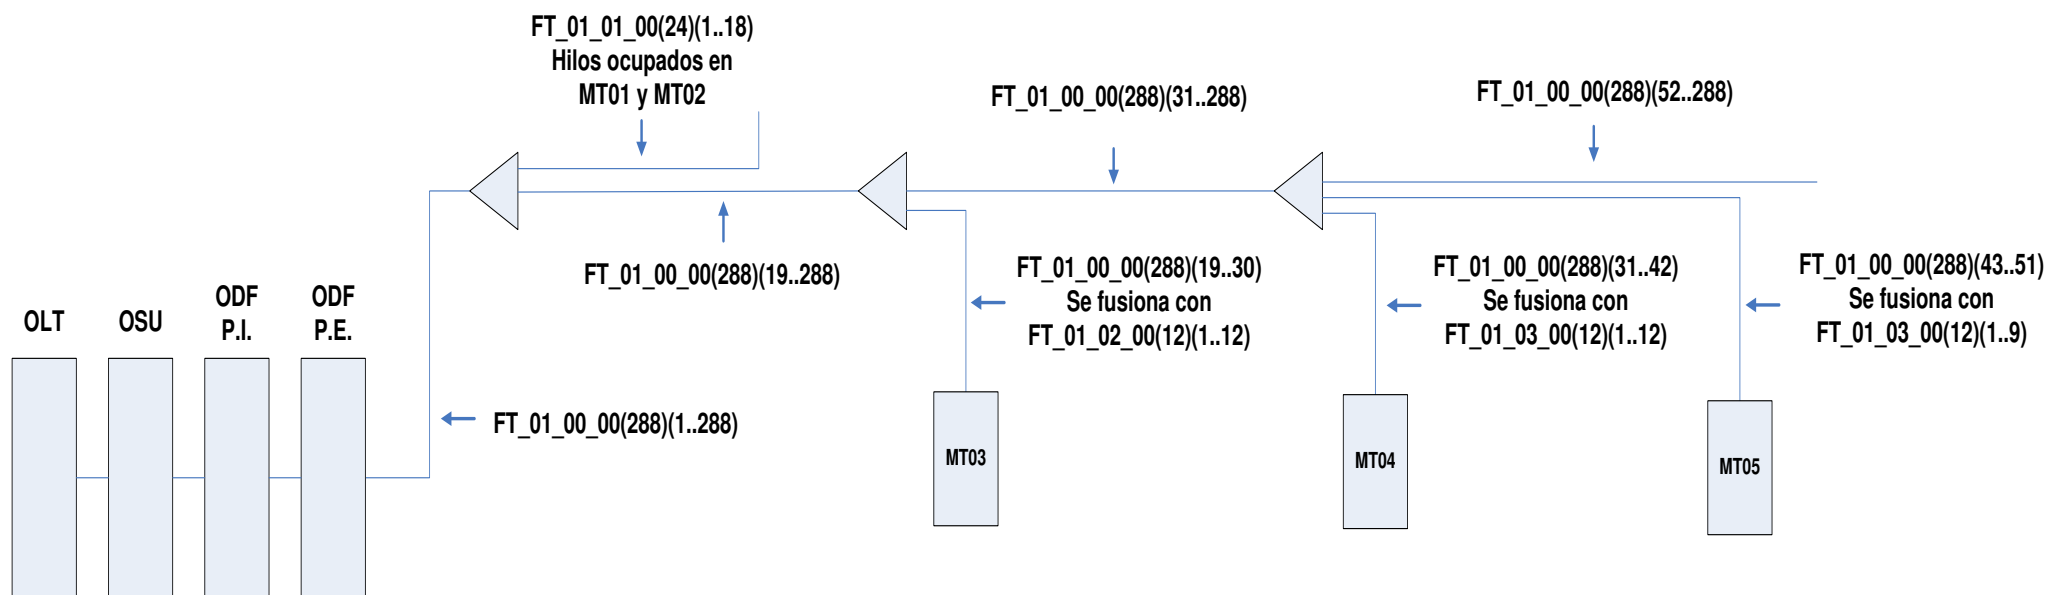 FT_01_01_00(24)(1..18)
Hilos ocupados en
MT01 y MT02
FT_01_00_00(288)(31..288)
FT_01_00_00(288)(52..288)
FT_01_00_00(288)(19..288)
FT_01_00_00(288)(19..30)
Se fusiona con
FT_01_02_00(12)(1..12)
FT_01_00_00(288)(31..42)
Se fusiona con
FT_01_03_00(12)(1..12)
FT_01_00_00(288)(43..51)
Se fusiona con
FT_01_03_00(12)(1..9)
OLT
OSU
ODF
P.I.
ODF
P.E.
FT_01_00_00(288)(1..288)
MT03
MT04
MT05